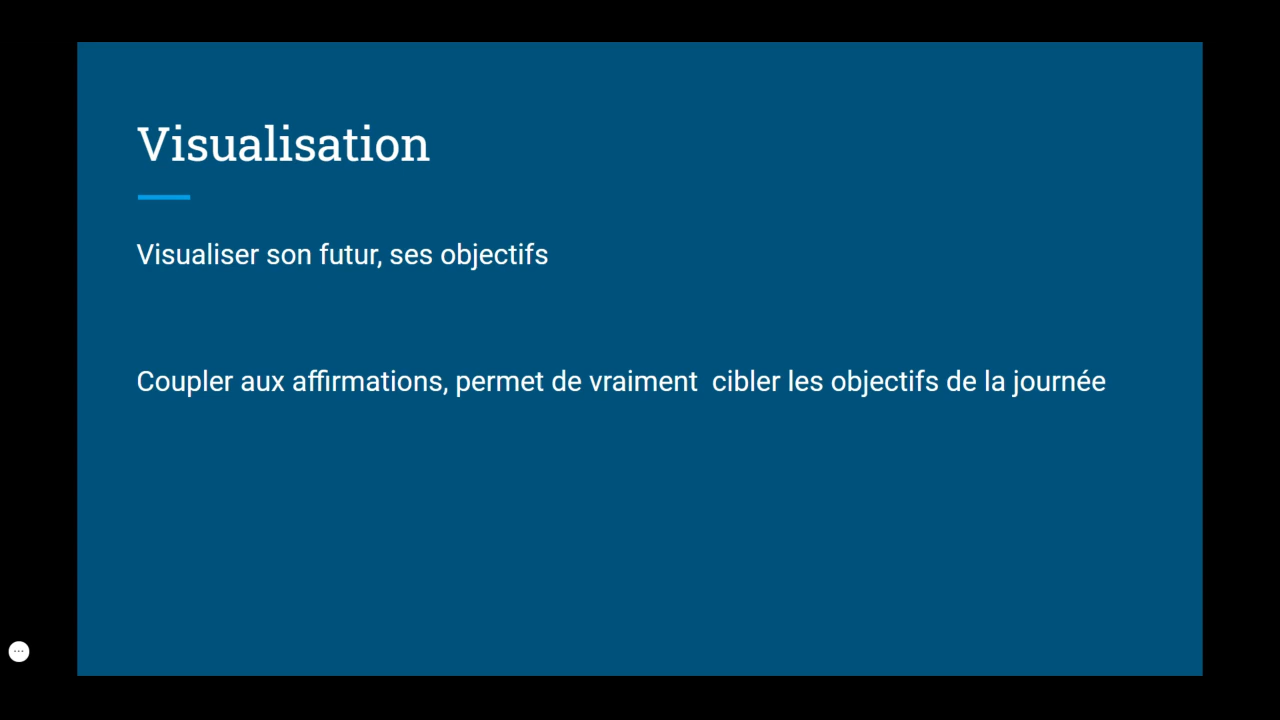 Visualisation
Visualiser son futur, ses objectifs
Coupler aux affirmations, permet de vraiment  cibler les objectifs de la journée